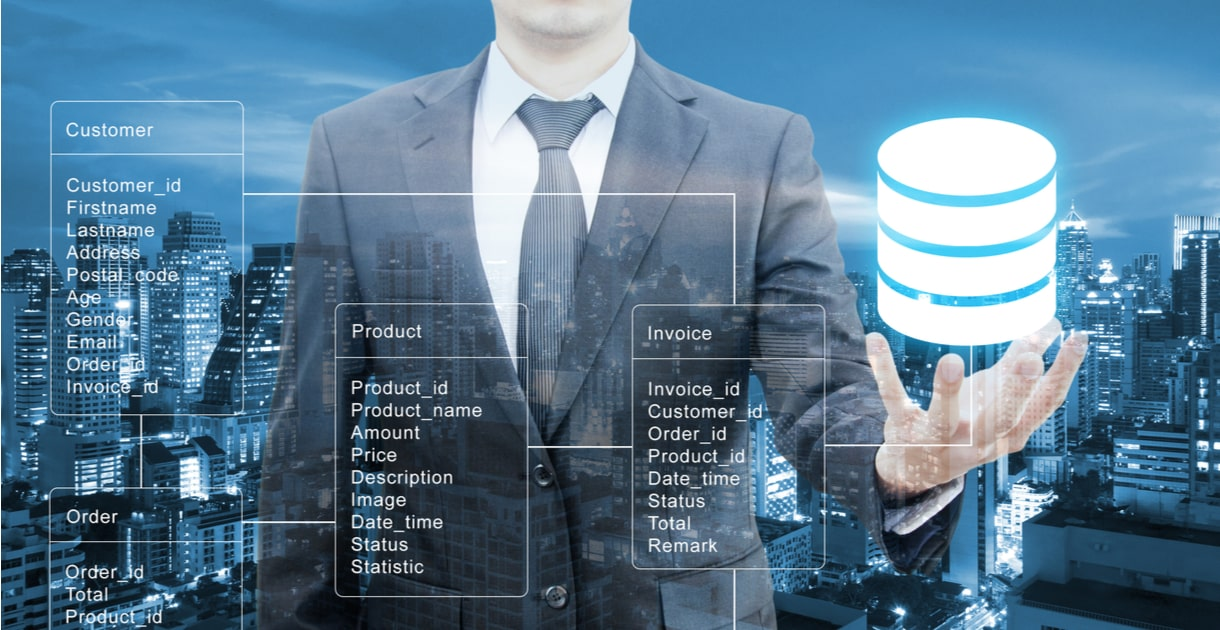 Customer
Customer_id
Firstname
Lastname
Address
Postal_code
Age
Gender
Email
Order_id
Invoice_id
Order
Order_id
Total
Product_id
Product
Product_id
Product_name
Amount
Price
Description
Image
Date_time
Status
Statistic
Invoice
Invoice_id
Customer_id
Order_id
Product_id
Date_time
Status
Total
Remark